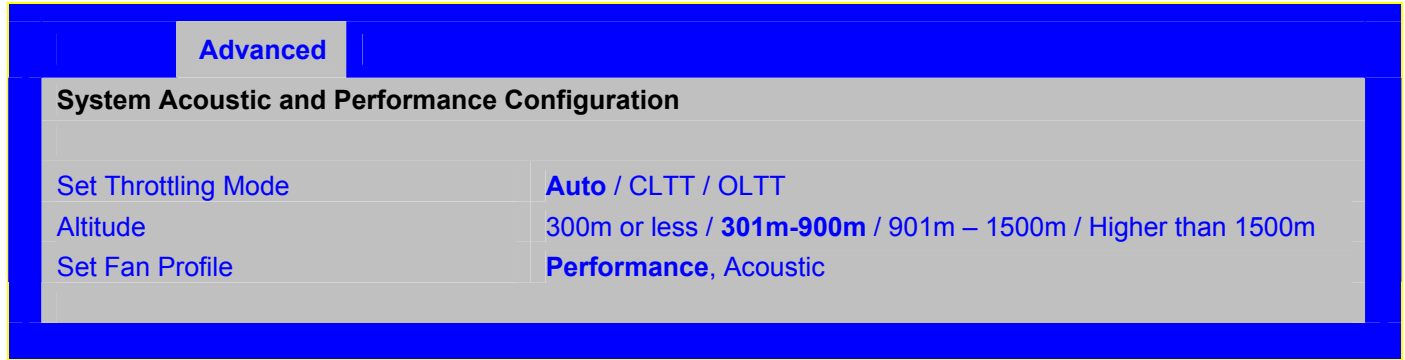 Advanced
System Acoustic and Performance Configuration
Set Throttling Mode Auto / CLTT / OLTT
Altitude 300m or less / 301m-900m / 901m – 1500m / Higher than 1500m
Set Fan Profile Performance, Acoustic